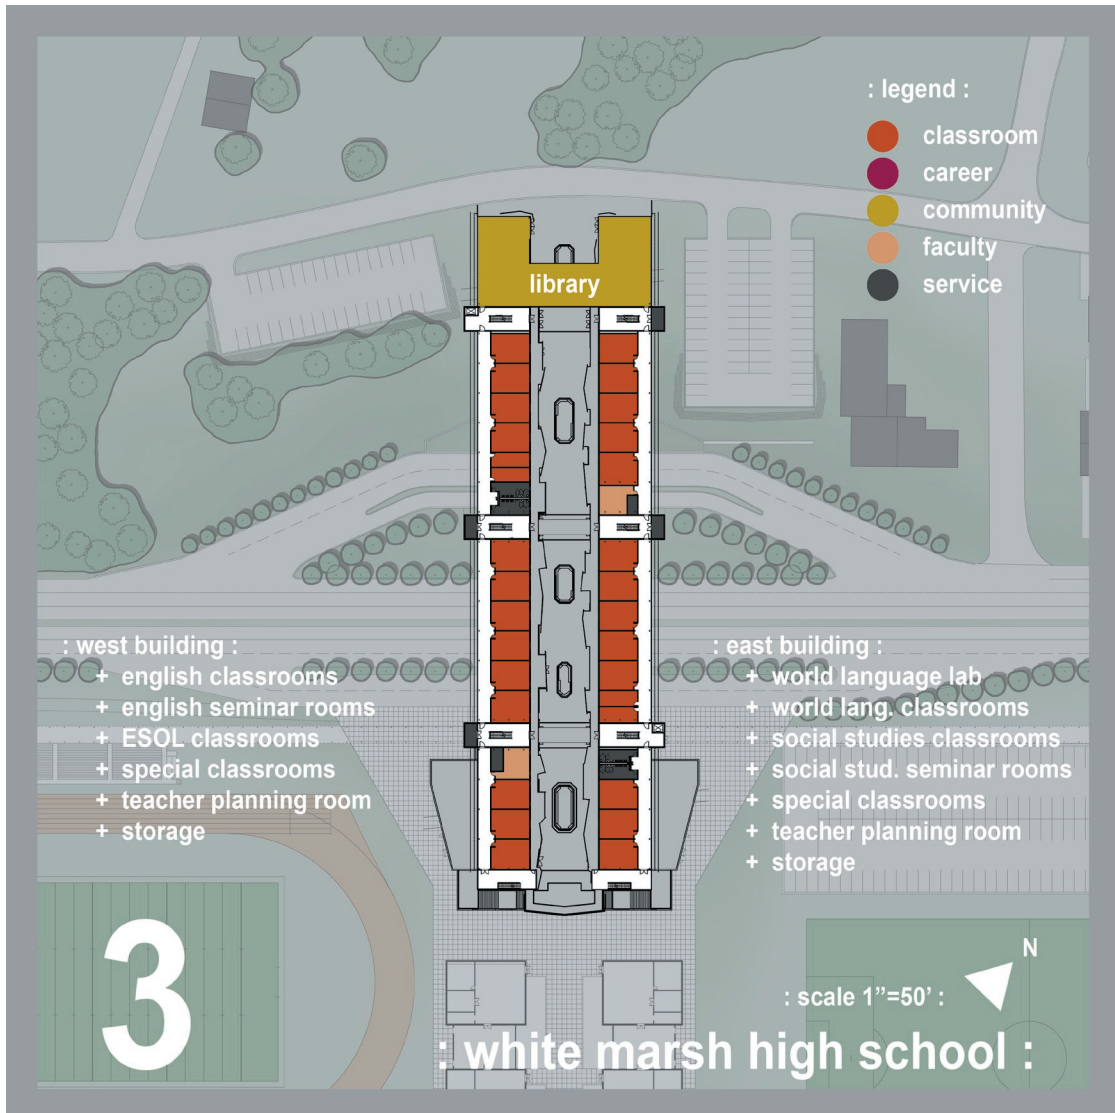 : legend :
classroom
career
community
faculty
service
library
: west building :
+ english classrooms
+ english seminar rooms
+ ESOL classrooms
+ special classrooms
+ teacher planning room
+ storage
: east building :
+ world language lab
+ world lang. classrooms
+ social studies classrooms
+ social stud. seminar rooms
+ special classrooms
+ teacher planning room
+ storage
3
N
: scale 1”=50’ :
: white marsh high school :